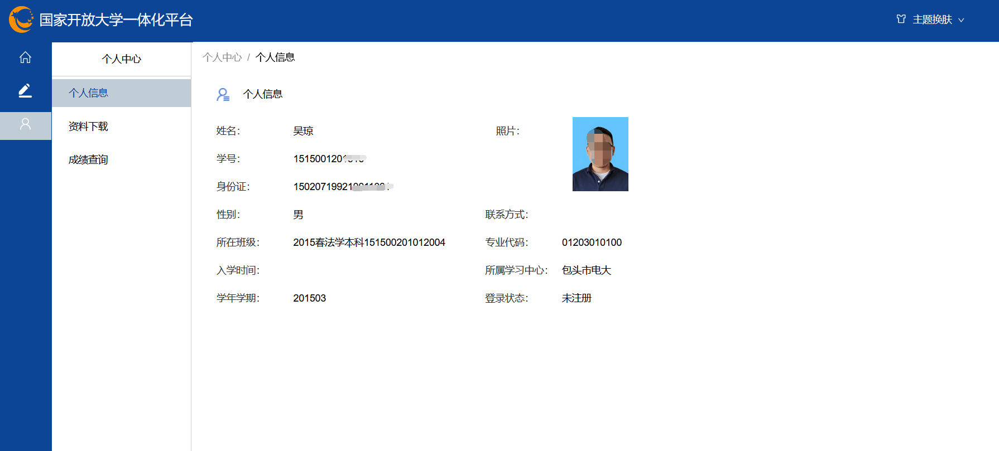 国家开放大学一体化平台
主题换肤
个人中心
个人信息
资料下载
成绩查询
个人中心 / 个人信息
个人信息
姓名： 吴琼
照片：
学号： 151500120
身份证： 15020719921
性别： 男
联系方式：
所在班级： 2015春法学本科151500201012004
专业代码： 01203010100
入学时间：
所属学习中心： 包头市电大
学年学期： 201503
登录状态： 未注册